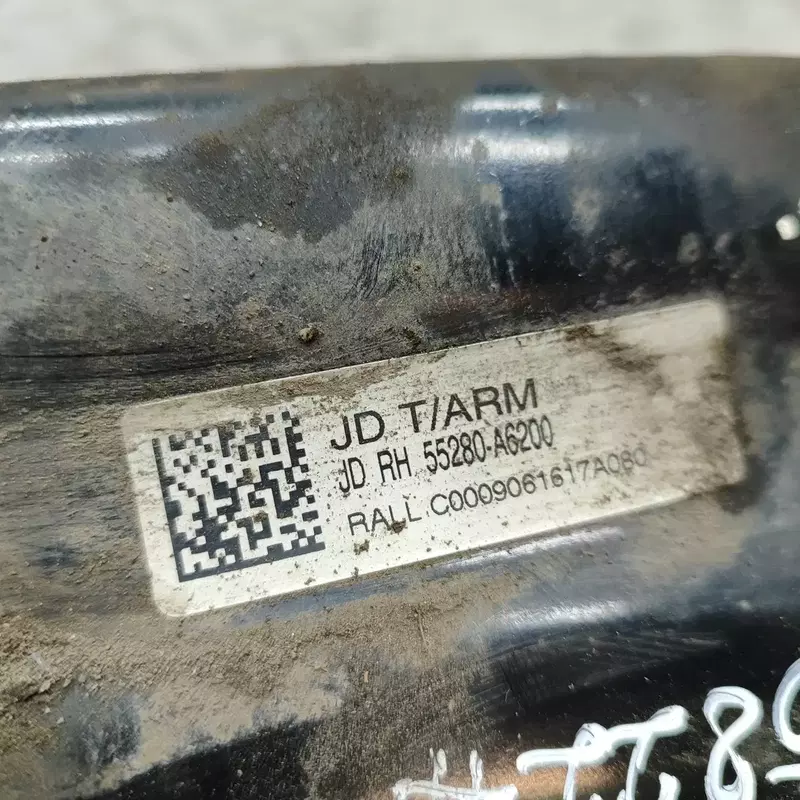 JD T/ARM
JD RH 55280-A6200
RALL C0009061617A080